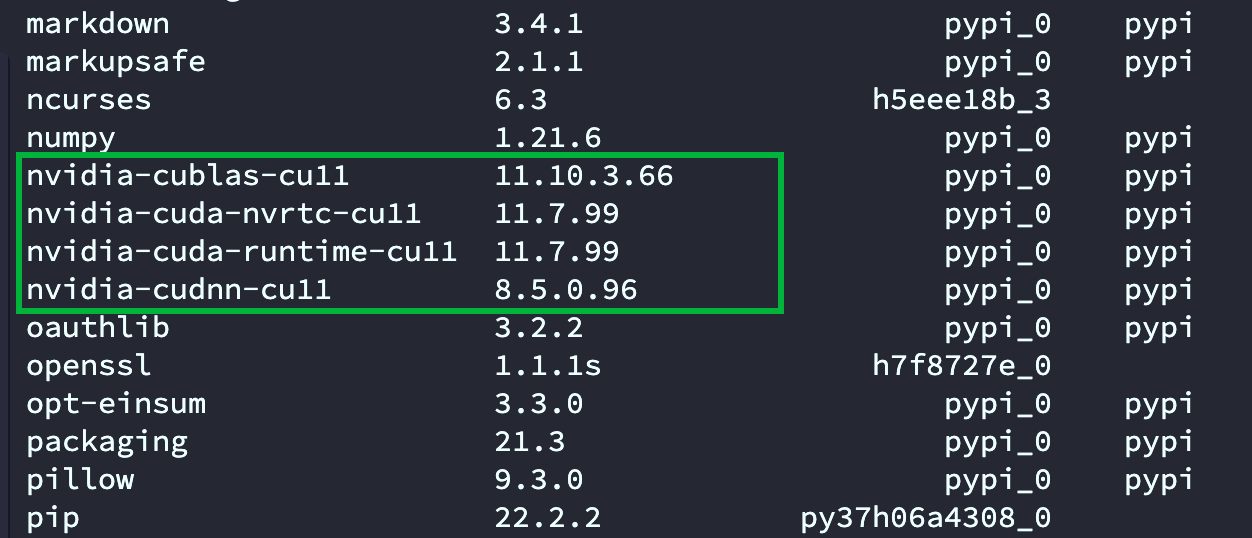 markdown 3.4.1 pypi_0 pypi
markupsafe 2.1.1 pypi_0 pypi
ncurses 6.3 h5eee18b_3
numpy 1.21.6 pypi_0 pypi
nvidia-cublas-cu11 11.10.3.66 pypi_0 pypi
nvidia-cuda-nvrtc-cu11 11.7.99 pypi_0 pypi
nvidia-cuda-runtime-cu11 11.7.99 pypi_0 pypi
nvidia-cudnn-cu11 8.5.0.96 pypi_0 pypi
oauthlib 3.2.2 pypi_0 pypi
openssl 1.1.1s h7f8727e_0
opt-einsum 3.3.0 pypi_0 pypi
packaging 21.3 pypi_0 pypi
pillow 9.3.0 pypi_0 pypi
pip 22.2.2 py37h06a4308_0